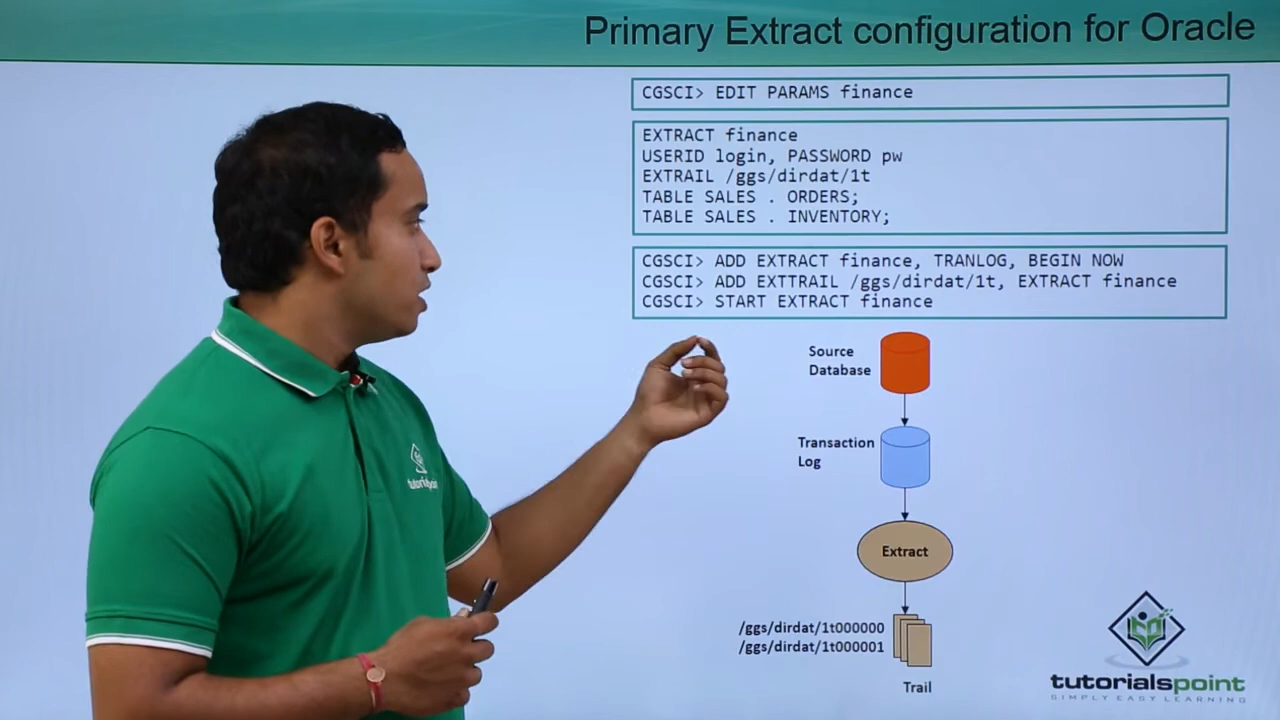 Primary Extract configuration for Oracle
CGSCI> EDIT PARAMS finance
EXTRACT finance
USERID login, PASSWORD pw
EXTRAIL /ggs/dirdat/1t
TABLE SALES . ORDERS;
TABLE SALES . INVENTORY;
CGSCI> ADD EXTRACT finance, TRANLOG, BEGIN NOW
CGSCI> ADD EXTTRAIL /ggs/dirdat/1t, EXTRACT finance
CGSCI> START EXTRACT finance
Source
Database
Transaction
Log
Extract
/ggs/dirdat/1t000000
/ggs/dirdat/1t000001
Trail
tutorialspoint
SIMPLY EASY LEARNING
tutorialspoint